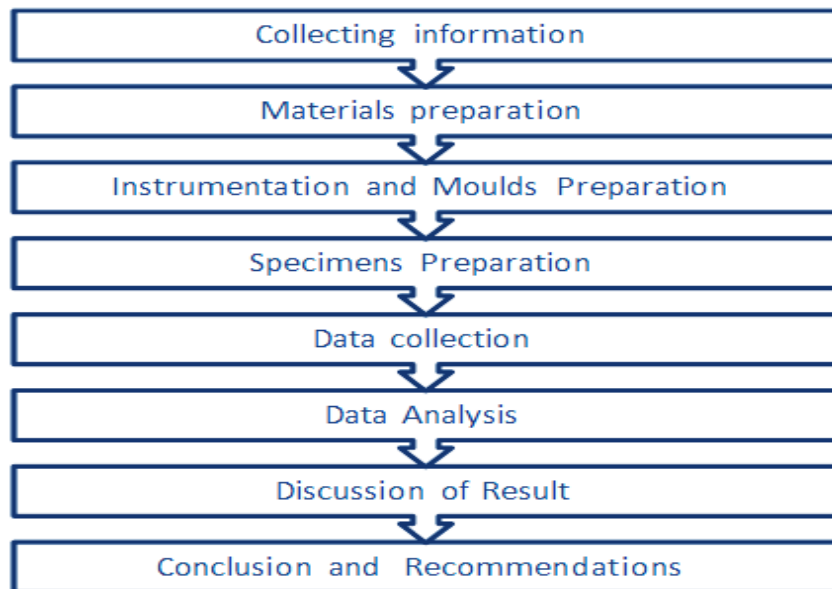 Collecting information
Materials preparation
Instrumentation and Moulds Preparation
Specimens Preparation
Data collection
Data Analysis
Discussion of Result
Conclusion and Recommendations